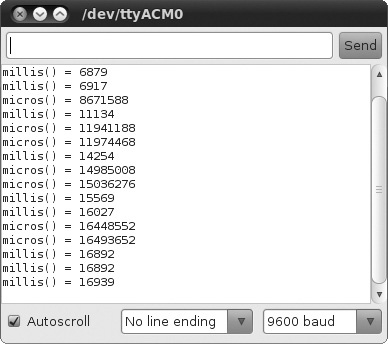 /dev/ttyACM0
Send
millis() = 6879
millis() = 6917
micros() = 8671588
millis() = 11134
micros() = 11941188
micros() = 11974468
millis() = 14254
micros() = 14985008
micros() = 15036276
millis() = 15569
millis() = 16027
micros() = 16448552
micros() = 16493652
millis() = 16892
millis() = 16892
millis() = 16939
Autoscroll No line ending 9600 baud